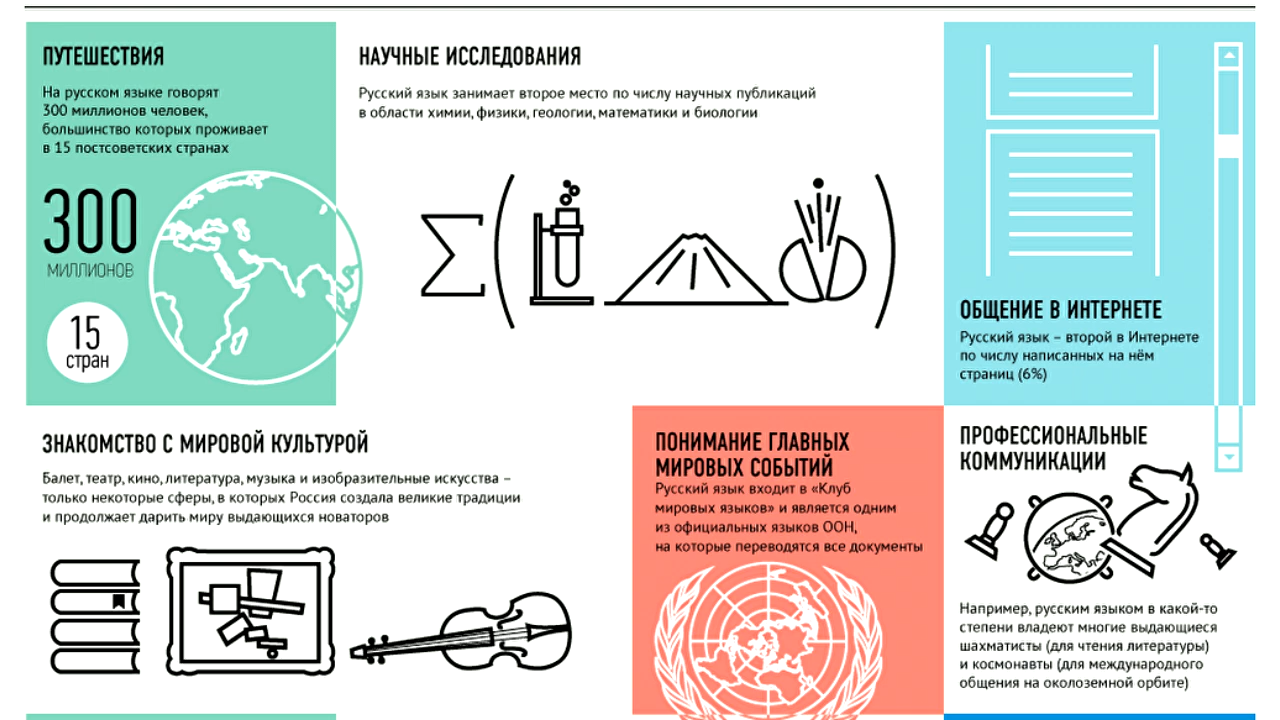 ПУТЕШЕСТВИЯ
На русском языке говорят
300 миллионов человек,
большинство которых проживает
в 15 постсоветских странах
300
МИЛЛИОНОВ
15
стран
НАУЧНЫЕ ИССЛЕДОВАНИЯ
Русский язык занимает второе место по числу научных публикаций
в области химии, физики, геологии, математики и биологии
Σ
ОБЩЕНИЕ В ИНТЕРНЕТЕ
Русский язык – второй в Интернете
по числу написанных на нём
страниц (6%)
ЗНАКОМСТВО С МИРОВОЙ КУЛЬТУРОЙ
Балет, театр, кино, литература, музыка и изобразительные искусства –
только некоторые сферы, в которых Россия создала великие традиции
и продолжает дарить миру выдающихся новаторов
ПОНИМАНИЕ ГЛАВНЫХ
МИРОВЫХ СОБЫТИЙ
Русский язык входит в «Клуб
мировых языков» и является одним
из официальных языков ООН,
на которые переводятся все документы
ПРОФЕССИОНАЛЬНЫЕ
КОММУНИКАЦИИ
Например, русским языком в какой-то
степени владеют многие выдающиеся
шахматисты (для чтения литературы)
и космонавты (для международного
общения на околоземной орбите)